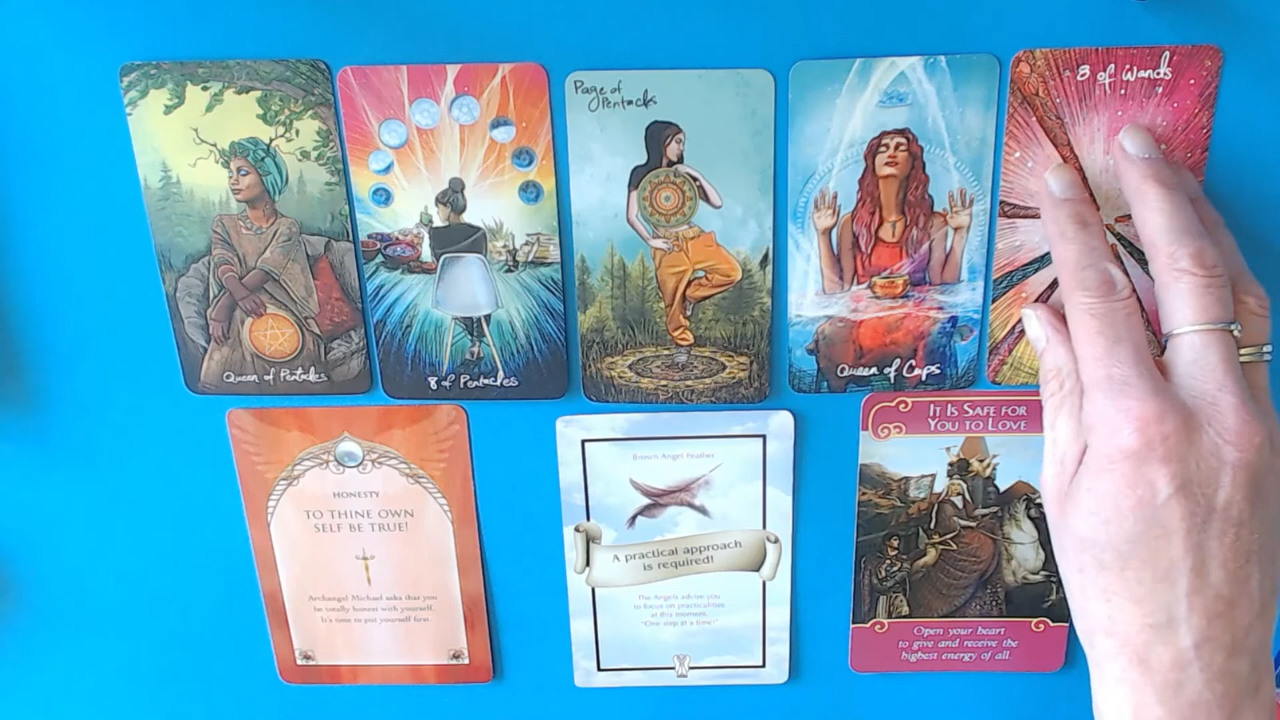 Queen of Pentacles
8 of Pentacles
Page of
Pentacks
Queen of Cups
8 of Wands
HONESTY
TO THINE OWN
SELF BE TRUE!
Archangel Michael asks that you
be totally honest with yourself.
It's time to put yourself first.
Brown Angel Feather
A practical approach
is required!
The Angels advise you
to focus on practicalities
at this moment.
"One step at a time!"
IT IS SAFE FOR
YOU TO LOVE
Open your heart
to give and receive the
highest energy of all.